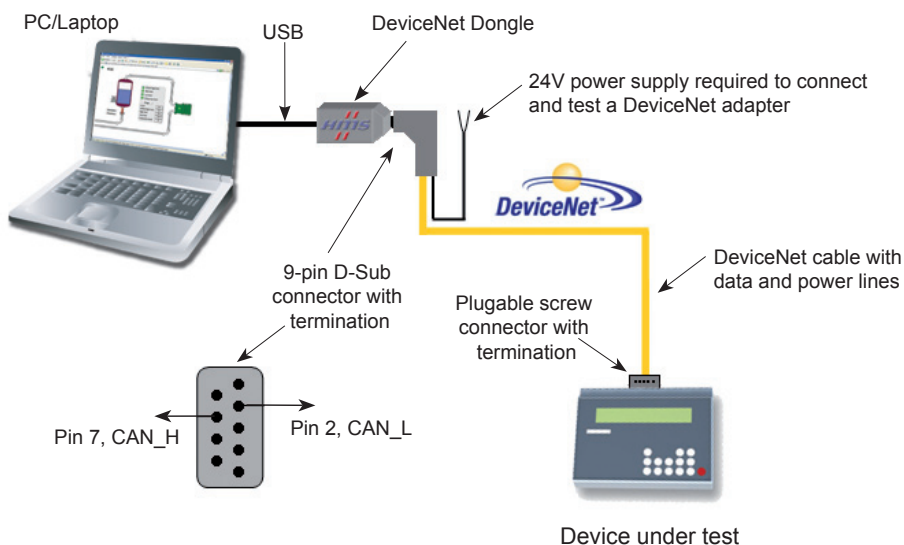 PC/Laptop
USB
DeviceNet Dongle
24V power supply required to connect
and test a DeviceNet adapter
HMS
DeviceNet™
9-pin D-Sub
connector with
termination
Plugable screw
connector with
termination
DeviceNet cable with
data and power lines
Pin 7, CAN_H
Pin 2, CAN_L
Device under test